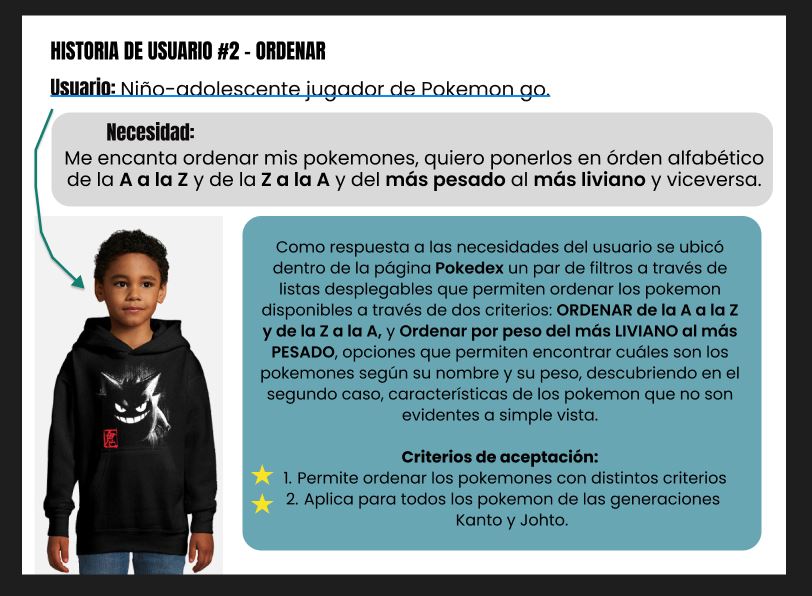 HISTORIA DE USUARIO #2 - ORDENAR
Usuario: Niño-adolescente jugador de Pokemon go.
Necesidad:
Me encanta ordenar mis pokemones, quiero ponerlos en órden alfabético
de la A a la Z y de la Z a la A y del más pesado al más liviano y viceversa.
Como respuesta a las necesidades del usuario se ubicó
dentro de la página Pokedex un par de filtros a través de
listas desplegables que permiten ordenar los pokemon
disponibles a través de dos criterios: ORDENAR de la A a la Z
y de la Z a la A, y Ordenar por peso del más LIVIANO al más
PESADO, opciones que permiten encontrar cuáles son los
pokemones según su nombre y su peso, descubriendo en el
segundo caso, características de los pokemon que no son
evidentes a simple vista.
Criterios de aceptación:
1. Permite ordenar los pokemones con distintos criterios
2. Aplica para todos los pokemon de las generaciones
Kanto y Johto.